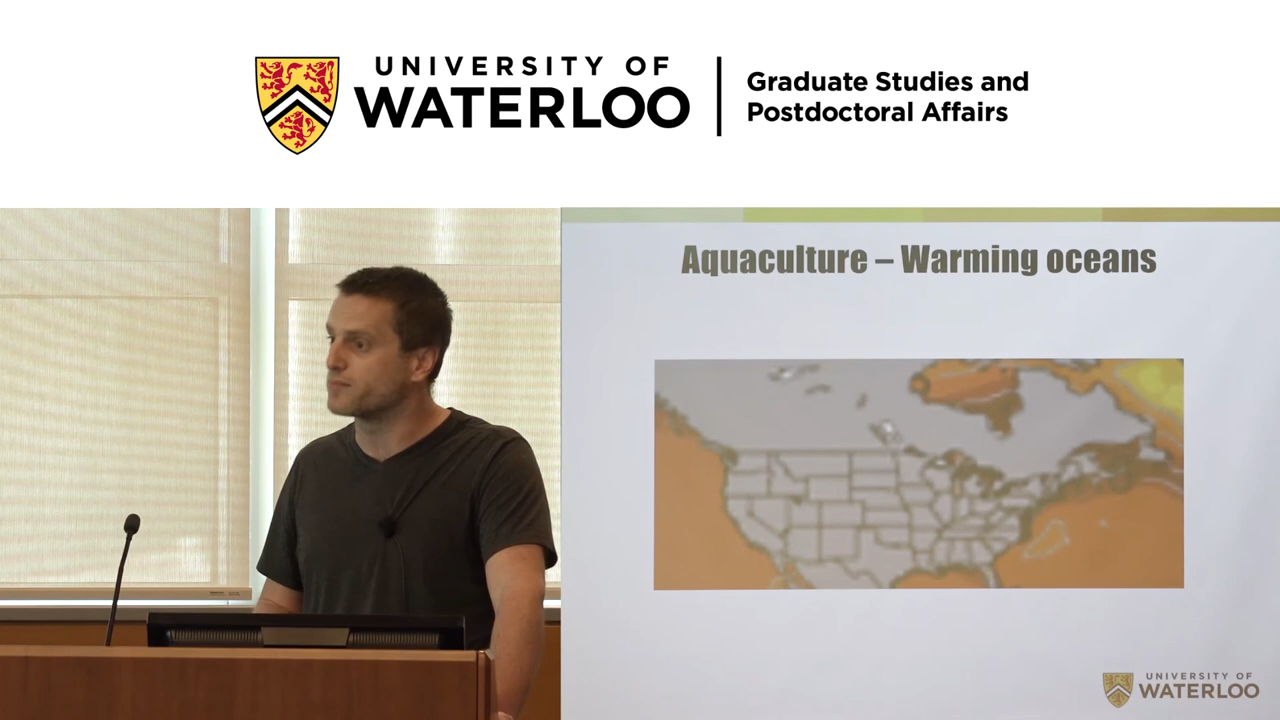 UNIVERSITY OF
WATERLOO
Graduate Studies and
Postdoctoral Affairs
Aquaculture – Warming oceans
UNIVERSITY OF
WATERLOO